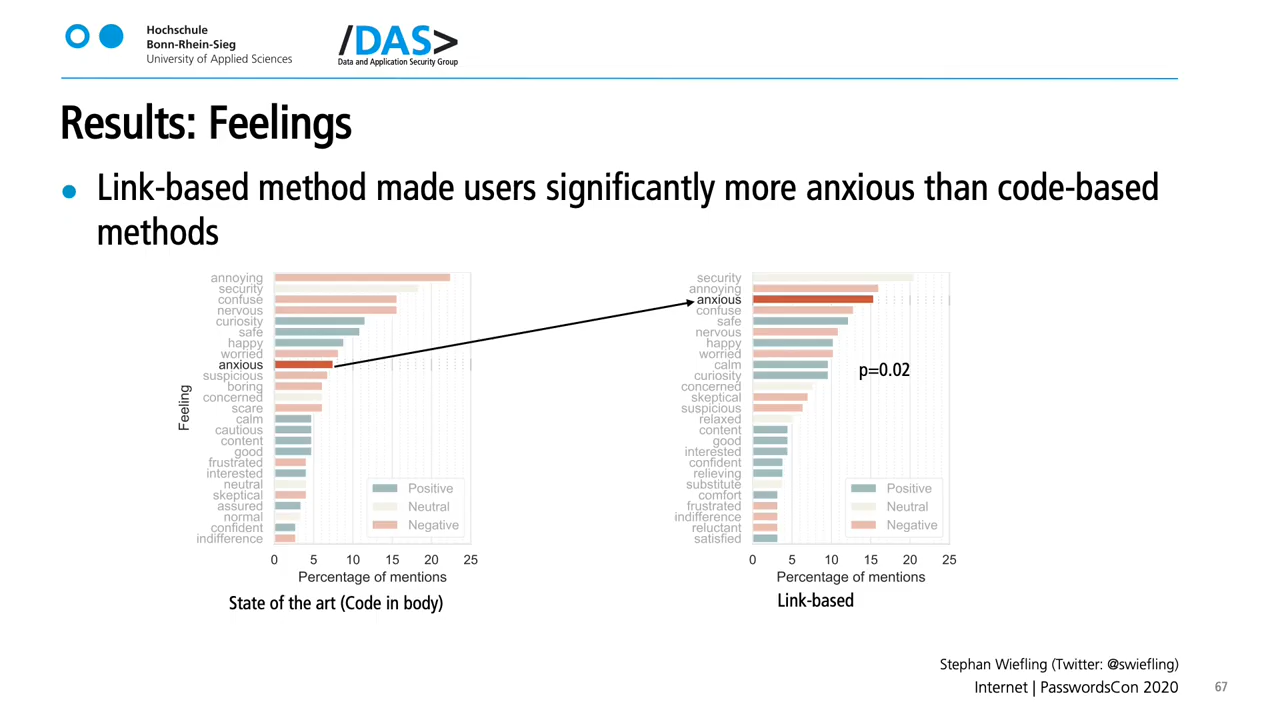 Hochschule
Bonn-Rhein-Sieg
University of Applied Sciences
/DAS>
Data and Application Security Group
Results: Feelings
● Link-based method made users significantly more anxious than code-based
methods
Feeling
annoying
security
confuse
nervous
curiosity
safe
happy
worried
anxious
suspicious
boring
concerned
scare
calm
cautious
content
good
frustrated
interested
neutral
skeptical
assured
normal
confident
indifference
Positive
Neutral
Negative
0 5 10 15 20 25
Percentage of mentions
State of the art (Code in body)
security
annoying
anxious
confuse
safe
nervous
happy
worried
calm
curiosity
concerned
skeptical
suspicious
relaxed
content
good
interested
confident
relieving
substitute
comfort
frustrated
indifference
reluctant
satisfied
p=0.02
Positive
Neutral
Negative
0 5 10 15 20 25
Percentage of mentions
Link-based
Stephan Wiefling (Twitter: @swiefling)
Internet | PasswordsCon 2020
67